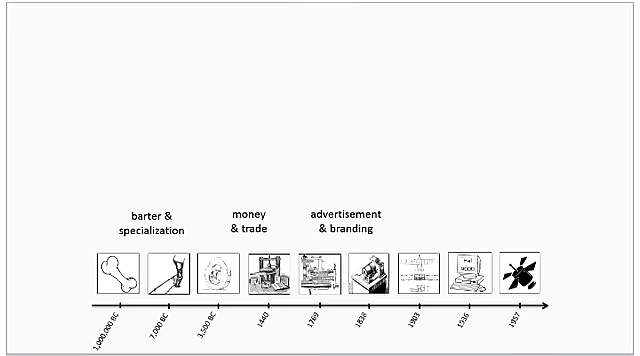 barter &
specialization
money
& trade
advertisement
& branding
1,000,000 BC
7,000 BC
3,500 BC
1440
1769
1838
1903
1936
1957